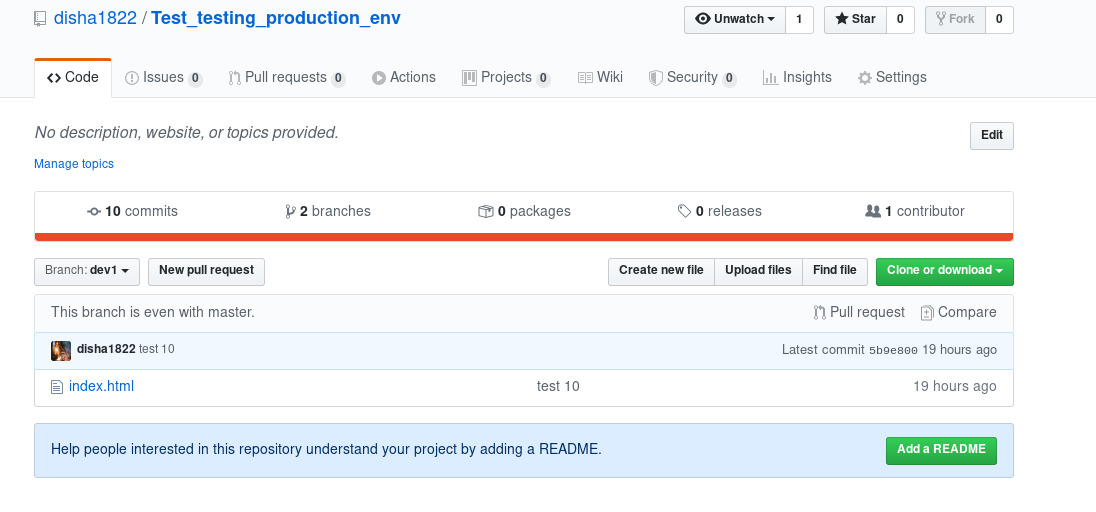 disha1822 / Test_testing_production_env Unwatch 1 Star 0 Fork 0
Code Issues 0 Pull requests 0 Actions Projects 0 Wiki Security 0 Insights Settings
No description, website, or topics provided. Edit
Manage topics
10 commits 2 branches 0 packages 0 releases 1 contributor
Branch: dev1 New pull request Create new file Upload files Find file Clone or download
This branch is even with master. Pull request Compare
disha1822 test 10 Latest commit 5b9e800 19 hours ago
index.html test 10 19 hours ago
Help people interested in this repository understand your project by adding a README. Add a README